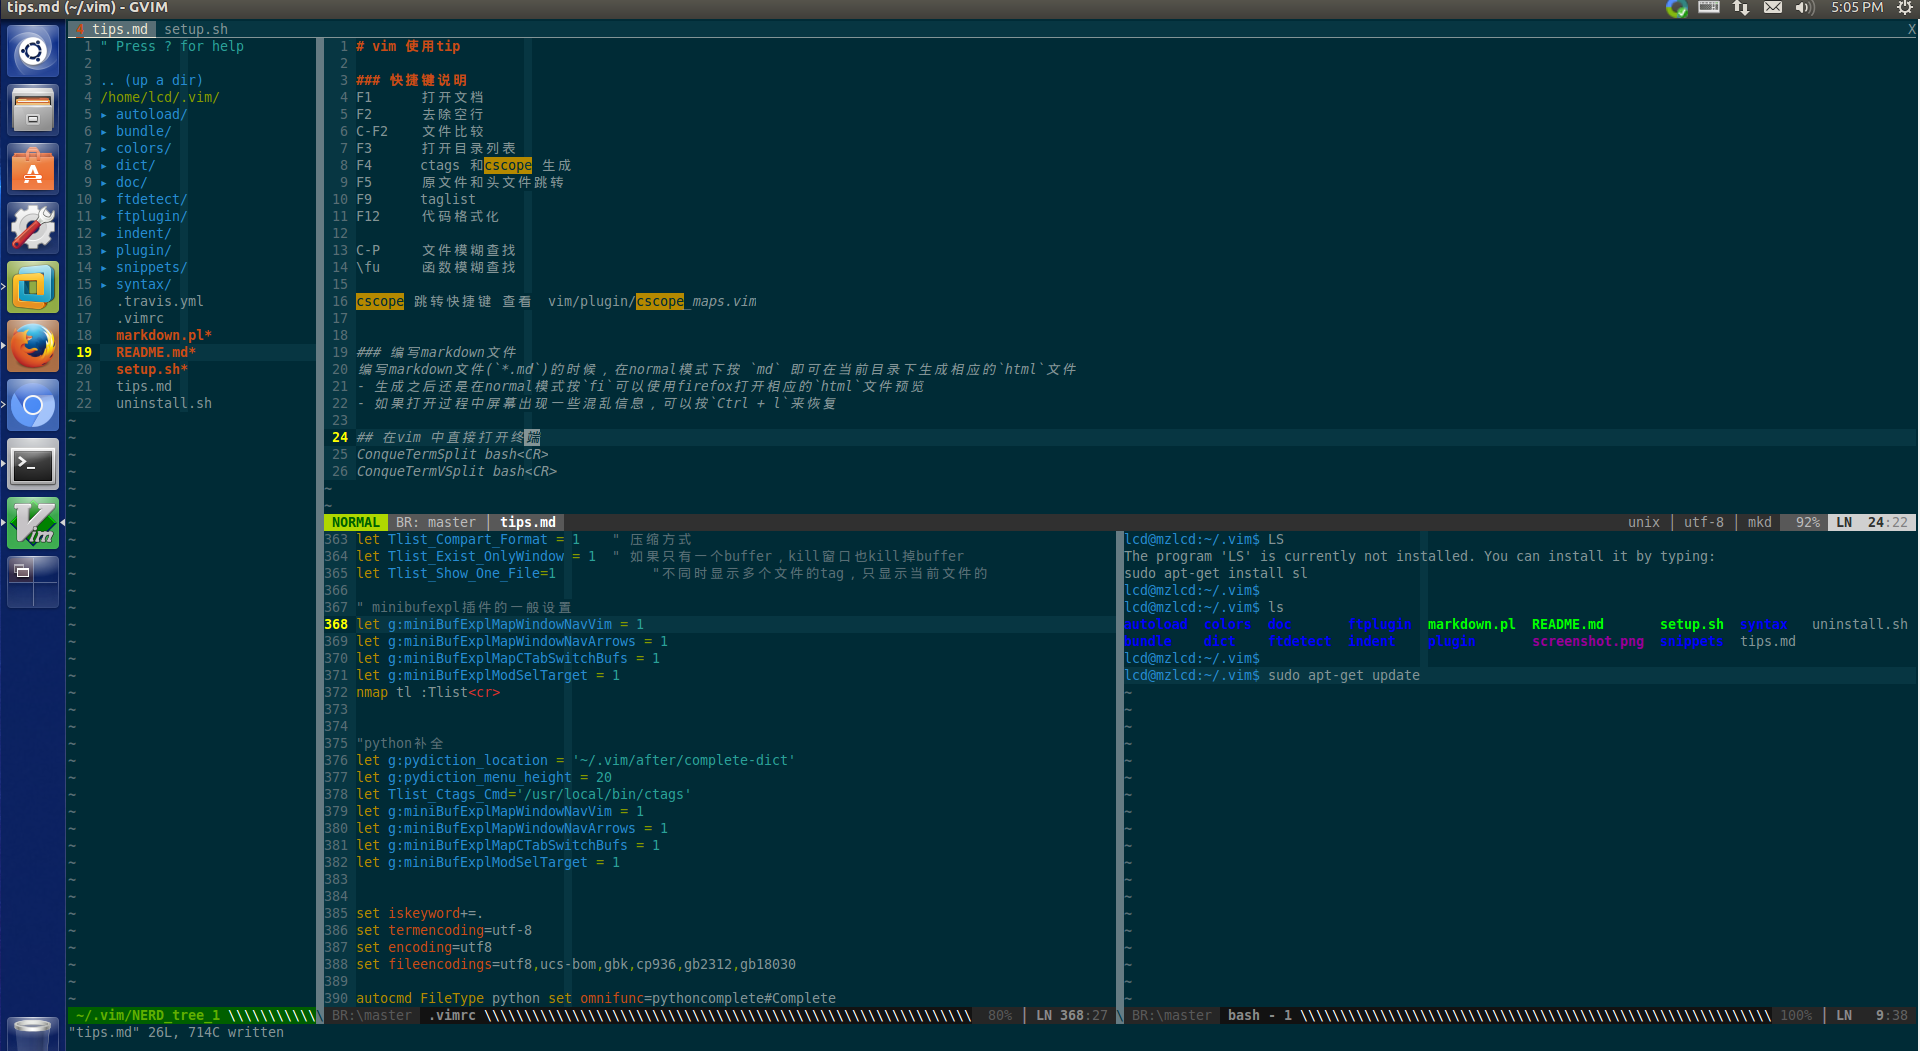 tips.md (~/.vim) - GVIM
5:05 PM
4 tips.md  setup.sh  X
1 " Press ? for help
2
3 .. (up a dir)
4 /home/lcd/.vim/
5 ▸ autoload/
6 ▸ bundle/
7 ▸ colors/
8 ▸ dict/
9 ▸ doc/
10 ▸ ftdetect/
11 ▸ ftplugin/
12 ▸ indent/
13 ▸ plugin/
14 ▸ snippets/
15 ▸ syntax/
16 .travis.yml
17 .vimrc
18 markdown.pl*
19 README.md*
20 setup.sh*
21 tips.md
22 uninstall.sh
~/.vim/NERD_tree_1 \\\\\\\\\\\
1 # vim 使用tip
2
3 ### 快捷键说明
4 F1 打开文档
5 F2 去除空行
6 C-F2 文件比较
7 F3 打开目录列表
8 F4 ctags 和cscope 生成
9 F5 原文件和头文件跳转
10 F9 taglist
11 F12 代码格式化
12
13 C-P 文件模糊查找
14 \fu 函数模糊查找
15
16 cscope 跳转快捷键 查看 vim/plugin/cscope_maps.vim
17
18
19 ### 编写markdown文件
20 编写markdown文件(`*.md`)的时候，在normal模式下按 `md` 即可在当前目录下生成相应的`html`文件
21 - 生成之后还是在normal模式按`fi`可以使用firefox打开相应的`html`文件预览
22 - 如果打开过程中屏幕出现一些混乱信息，可以按`Ctrl + l`来恢复
23
24 ## 在vim 中直接打开终端
25 ConqueTermSplit bash<CR>
26 ConqueTermVSplit bash<CR>
NORMAL BR: master | tips.md unix | utf-8 | mkd 92% LN 24:22
363 let Tlist_Compart_Format = 1 " 压缩方式
364 let Tlist_Exist_OnlyWindow = 1 " 如果只有一个buffer，kill窗口也kill掉buffer
365 let Tlist_Show_One_File=1 "不同时显示多个文件的tag，只显示当前文件的
366
367 " minibufexpl插件的一般设置
368 let g:miniBufExplMapWindowNavVim = 1
369 let g:miniBufExplMapWindowNavArrows = 1
370 let g:miniBufExplMapCTabSwitchBufs = 1
371 let g:miniBufExplModSelTarget = 1
372 nmap tl :Tlist<cr>
373
374
375 "python补全
376 let g:pydiction_location = '~/.vim/after/complete-dict'
377 let g:pydiction_menu_height = 20
378 let Tlist_Ctags_Cmd='/usr/local/bin/ctags'
379 let g:miniBufExplMapWindowNavVim = 1
380 let g:miniBufExplMapWindowNavArrows = 1
381 let g:miniBufExplMapCTabSwitchBufs = 1
382 let g:miniBufExplModSelTarget = 1
383
384
385 set iskeyword+=.
386 set termencoding=utf-8
387 set encoding=utf8
388 set fileencodings=utf8,ucs-bom,gbk,cp936,gb2312,gb18030
389
390 autocmd FileType python set omnifunc=pythoncomplete#Complete
BR:\master .vimrc \\\\\\\\\\\\\\\\\\\\\\\\\\\\\\\\\\\\\\\\\\\\\\\\\\\\\\\\\\\\\ 80% | LN 368:27
lcd@mzlcd:~/.vim$ LS
The program 'LS' is currently not installed. You can install it by typing:
sudo apt-get install sl
lcd@mzlcd:~/.vim$
lcd@mzlcd:~/.vim$ ls
autoload colors doc ftplugin markdown.pl README.md setup.sh syntax uninstall.sh
bundle dict ftdetect indent plugin screenshot.png snippets tips.md
lcd@mzlcd:~/.vim$
lcd@mzlcd:~/.vim$ sudo apt-get update
BR:\master bash - 1 \\\\\\\\\\\\\\\\\\\\\\\\\\\\\\\\\\\\\\\\\\\\\\\\\\\\\\\\\\\ 100% | LN 9:38
"tips.md" 26L, 714C written